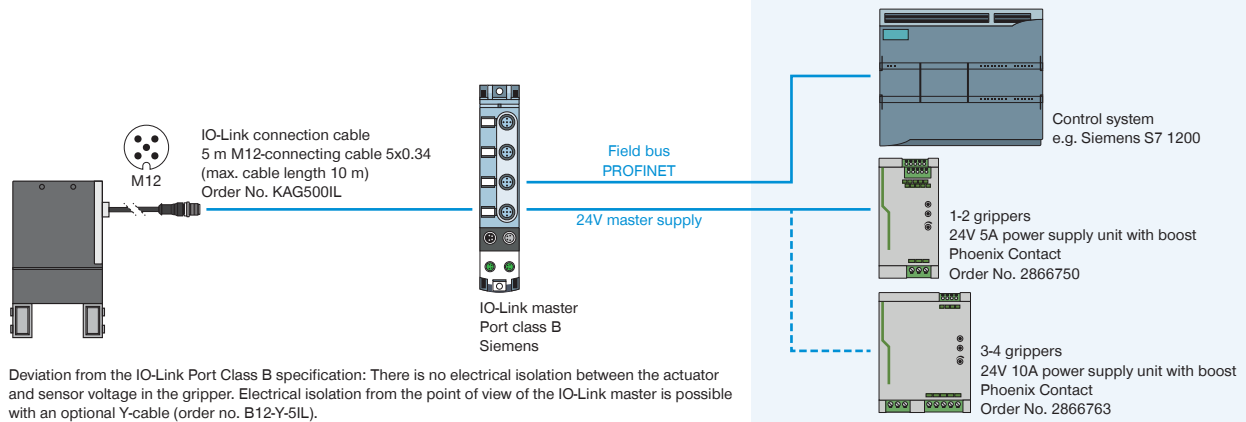 IO-Link connection cable
5 m M12-connecting cable 5x0.34
(max. cable length 10 m)
Order No. KAG500IL
M12
IO-Link master
Port class B
Siemens
Field bus
PROFINET
24V master supply
Control system
e.g. Siemens S7 1200
1-2 grippers
24V 5A power supply unit with boost
Phoenix Contact
Order No. 2866750
3-4 grippers
24V 10A power supply unit with boost
Phoenix Contact
Order No. 2866763
Deviation from the IO-Link Port Class B specification: There is no electrical isolation between the actuator
and sensor voltage in the gripper. Electrical isolation from the point of view of the IO-Link master is possible
with an optional Y-cable (order no. B12-Y-5IL).